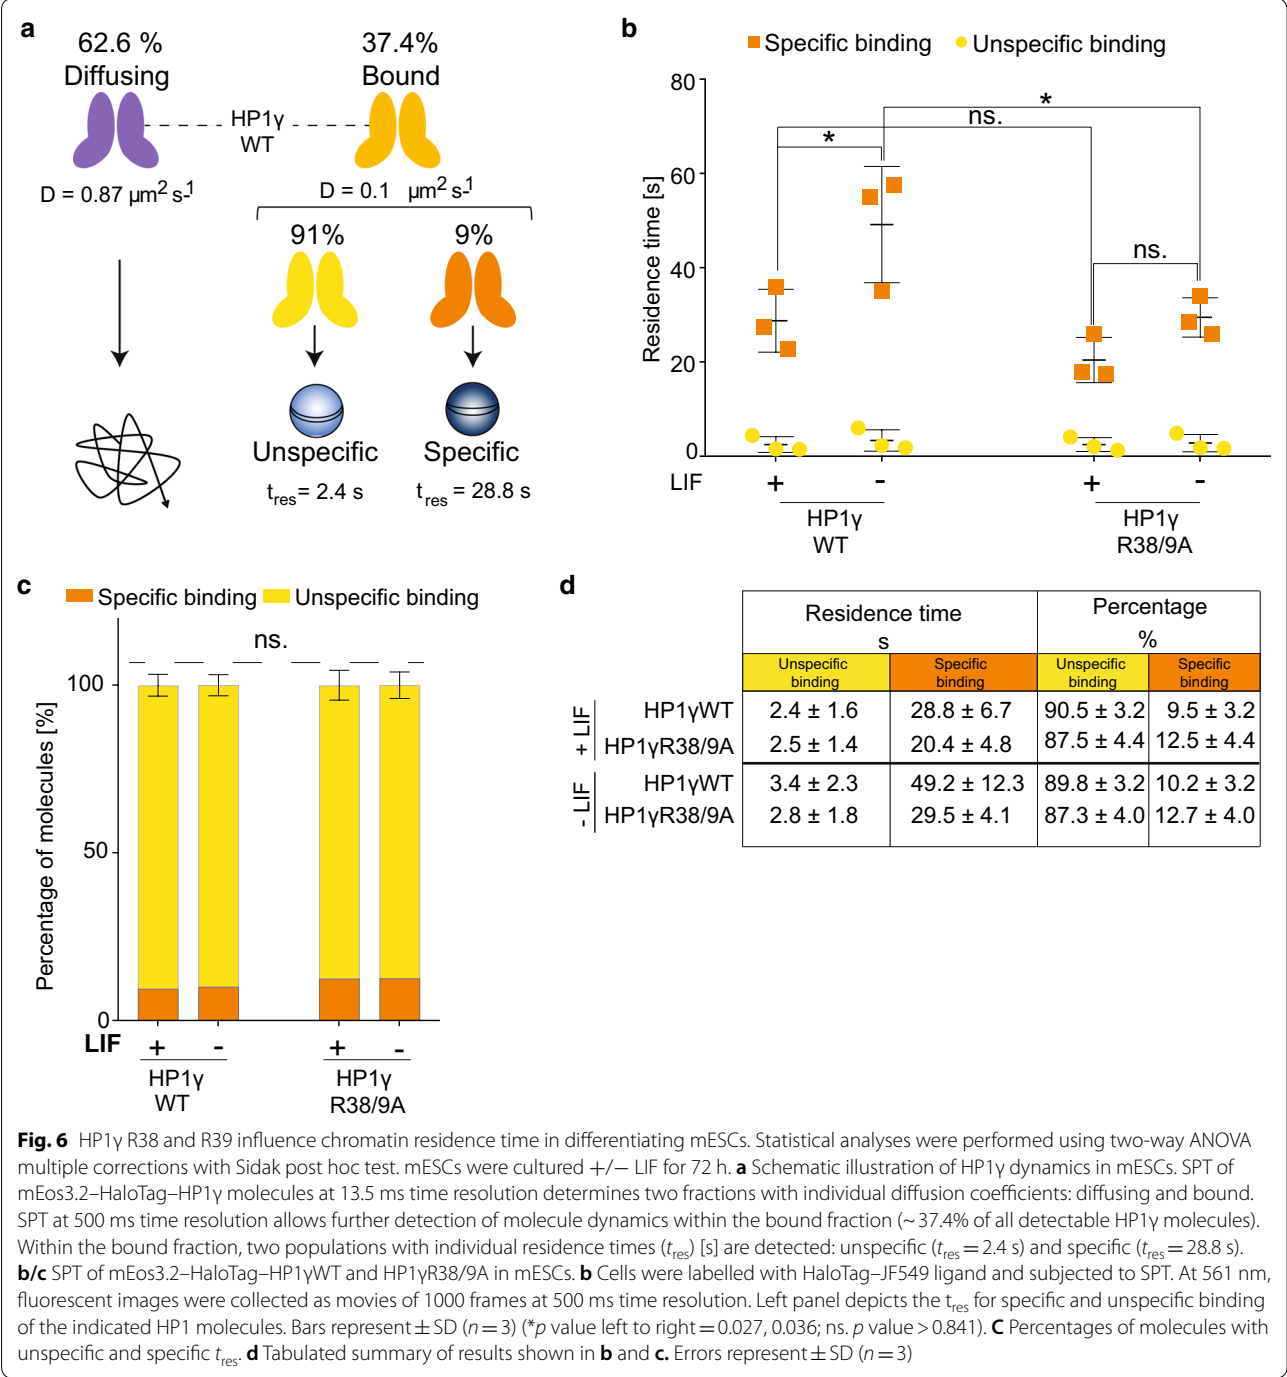 a
62.6 %
Diffusing
37.4%
Bound
HP1γ
WT
D = 0.87 µm2 s-1
D = 0.1 µm2 s-1
91%
9%
Unspecific
Specific
tres= 2.4 s
tres = 28.8 s
b
Specific binding
Unspecific binding
Residence time [s]
80
60
40
20
0
*
ns.
*
ns.
LIF
+
-
+
-
HP1γ
WT
HP1γ
R38/9A
c
Specific binding
Unspecific binding
ns.
Percentage of molecules [%]
100
50
0
LIF
+
-
+
-
HP1γ
WT
HP1γ
R38/9A
d
Residence time
s
Percentage
%
Unspecific
binding
Specific
binding
Unspecific
binding
Specific
binding
+ LIF
HP1γWT 2.4 ± 1.6 28.8 ± 6.7 90.5 ± 3.2 9.5 ± 3.2
HP1γR38/9A 2.5 ± 1.4 20.4 ± 4.8 87.5 ± 4.4 12.5 ± 4.4
- LIF
HP1γWT 3.4 ± 2.3 49.2 ± 12.3 89.8 ± 3.2 10.2 ± 3.2
HP1γR38/9A 2.8 ± 1.8 29.5 ± 4.1 87.3 ± 4.0 12.7 ± 4.0
Fig. 6 HP1γ R38 and R39 influence chromatin residence time in differentiating mESCs. Statistical analyses were performed using two-way ANOVA
multiple corrections with Sidak post hoc test. mESCs were cultured +/− LIF for 72 h. a Schematic illustration of HP1γ dynamics in mESCs. SPT of
mEos3.2–HaloTag–HP1γ molecules at 13.5 ms time resolution determines two fractions with individual diffusion coefficients: diffusing and bound.
SPT at 500 ms time resolution allows further detection of molecule dynamics within the bound fraction (~ 37.4% of all detectable HP1γ molecules).
Within the bound fraction, two populations with individual residence times (tres) [s] are detected: unspecific (tres = 2.4 s) and specific (tres = 28.8 s).
b/c SPT of mEos3.2–HaloTag–HP1γWT and HP1γR38/9A in mESCs. b Cells were labelled with HaloTag–JF549 ligand and subjected to SPT. At 561 nm,
fluorescent images were collected as movies of 1000 frames at 500 ms time resolution. Left panel depicts the tres for specific and unspecific binding
of the indicated HP1 molecules. Bars represent ± SD (n = 3) (*p value left to right = 0.027, 0.036; ns. p value > 0.841). C Percentages of molecules with
unspecific and specific tres. d Tabulated summary of results shown in b and c. Errors represent ± SD (n = 3)